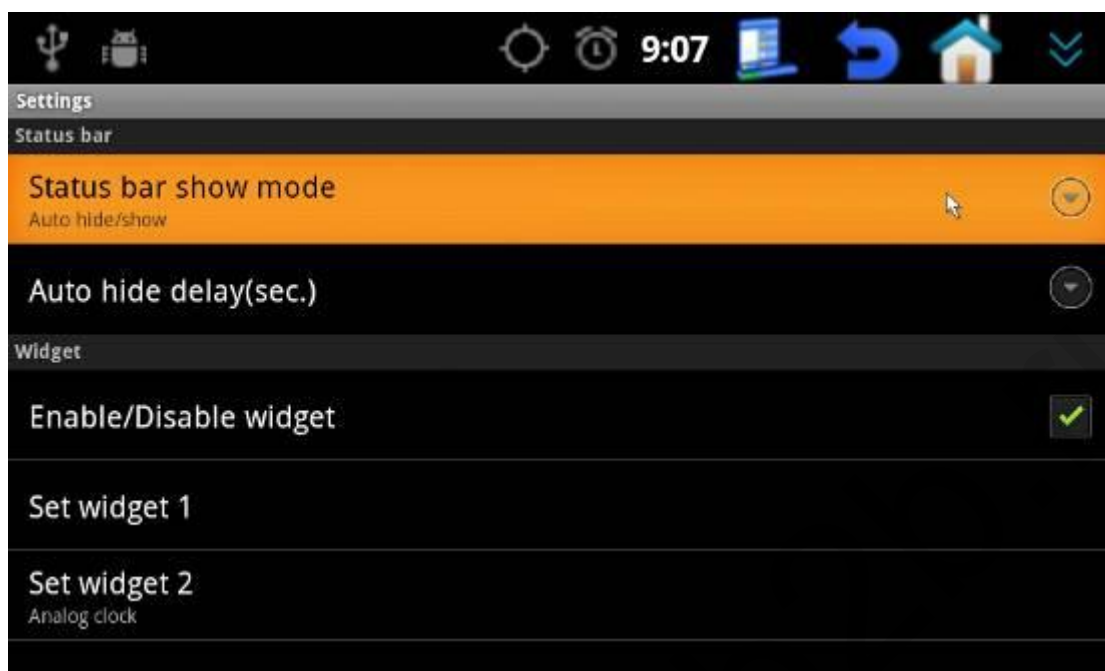 9:07
Settings
Status bar
Status bar show mode
Auto hide/show
Auto hide delay(sec.)
Widget
Enable/Disable widget
Set widget 1
Set widget 2
Analog clock